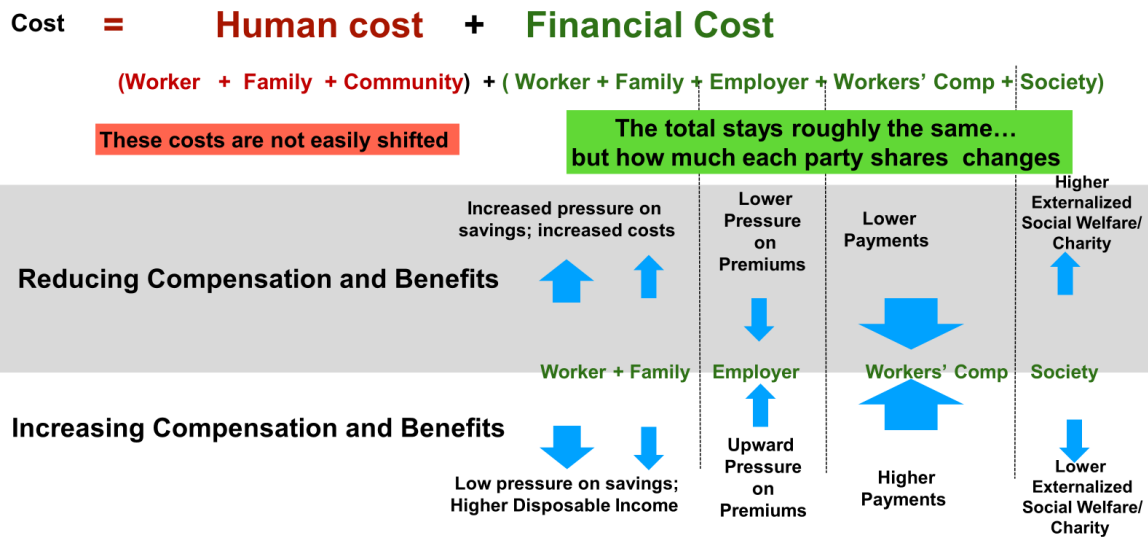 Cost = Human cost + Financial Cost
(Worker + Family + Community) + ( Worker + Family + Employer + Workers’ Comp + Society)
These costs are not easily shifted
The total stays roughly the same…
but how much each party shares changes
Increased pressure on
savings; increased costs
Lower
Pressure
on
Premiums
Lower
Payments
Higher
Externalized
Social Welfare/
Charity
Reducing Compensation and Benefits
Worker + Family Employer Workers’ Comp Society
Increasing Compensation and Benefits
Low pressure on savings;
Higher Disposable Income
Upward
Pressure
on
Premiums
Higher
Payments
Lower
Externalized
Social Welfare/
Charity